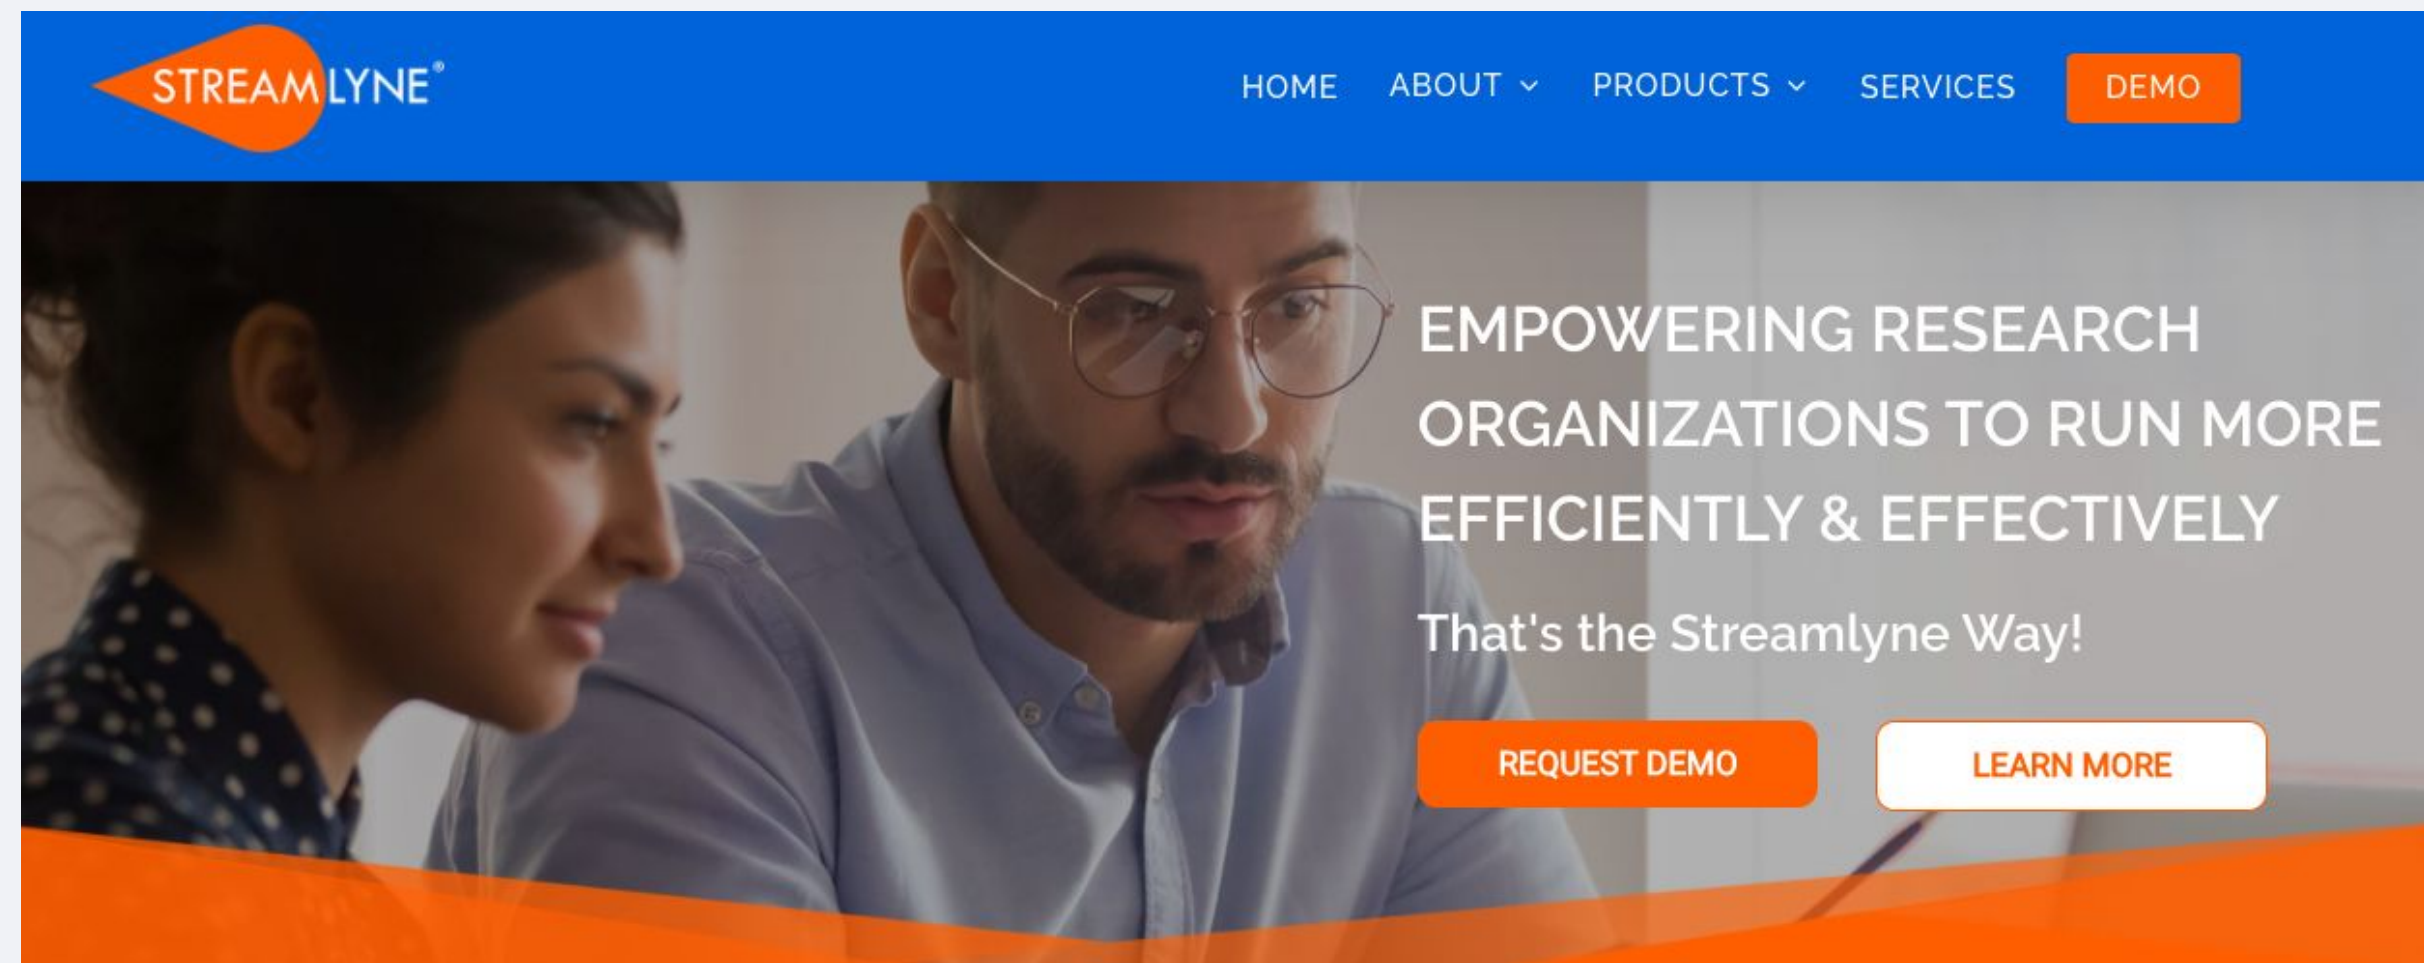 STREAMLYNE®
HOME ABOUT PRODUCTS SERVICES DEMO
EMPOWERING RESEARCH
ORGANIZATIONS TO RUN MORE
EFFICIENTLY & EFFECTIVELY
That's the Streamlyne Way!
REQUEST DEMO LEARN MORE